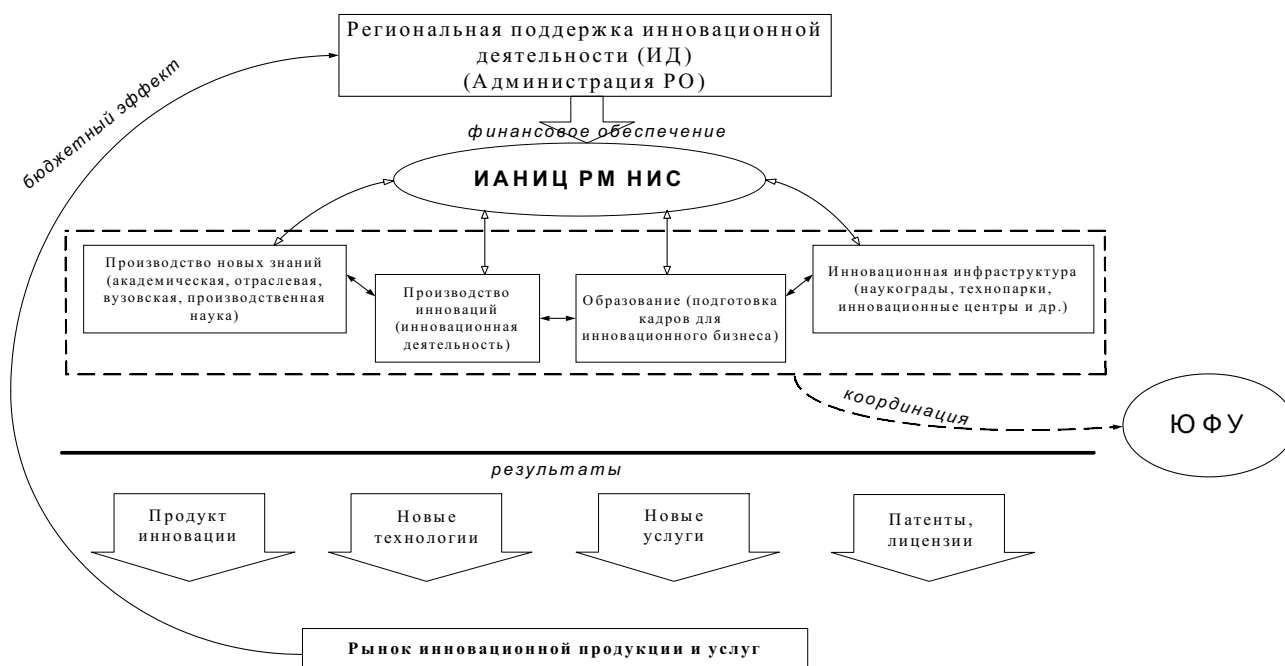 Региональная поддержка инновационной
деятельности (ИД)
(Администрация РО)
бюджетный эффект
финансовое обеспечение
ИАНИЦ РМ НИС
Производство новых знаний
(академическая, отраслевая,
вузовская, производственная
наука)
Производство
инноваций
(инновационная
деятельность)
Образование (подготовка
кадров для
инновационного бизнеса)
Инновационная инфраструктура
(наукограды, технопарки,
инновационные центры и др.)
координация
ЮФУ
результаты
Продукт
инновации
Новые
технологии
Новые
услуги
Патенты,
лицензии
Рынок инновационной продукции и услуг